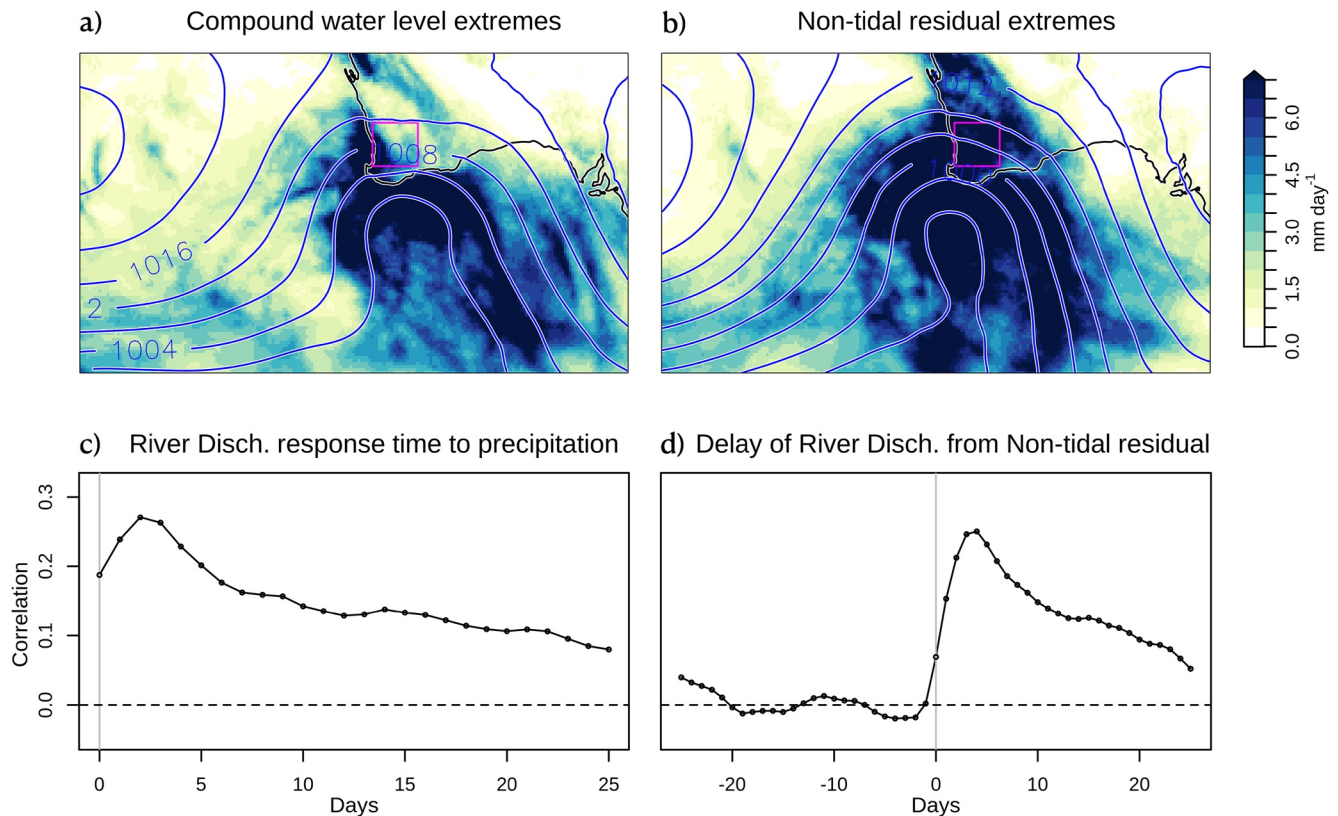 a) Compound water level extremes
b) Non-tidal residual extremes
1008
1016
2
1004
1012
0.0 1.5 3.0 4.5 6.0
mm day-1
c) River Disch. response time to precipitation
d) Delay of River Disch. from Non-tidal residual
Correlation
0.0 0.1 0.2 0.3
0 5 10 15 20 25
Days
-20 -10 0 10 20
Days